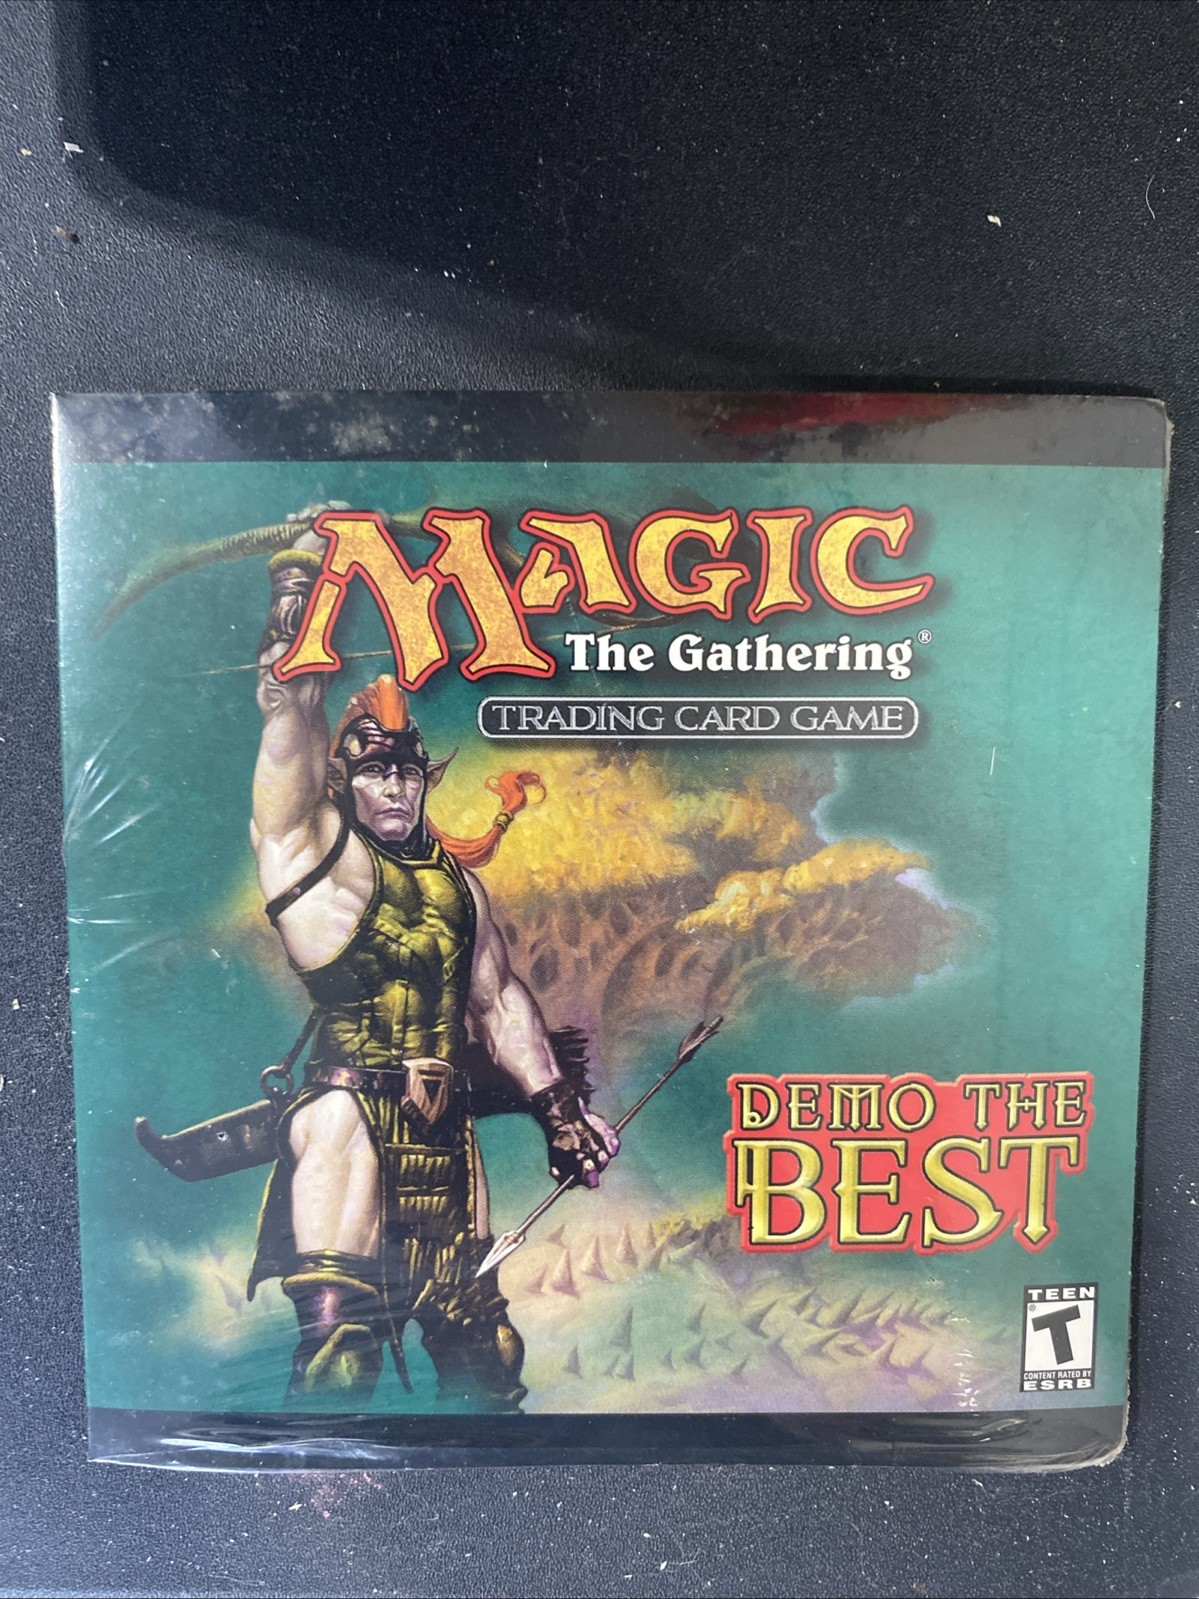 MAGIC
The Gathering®
TRADING CARD GAME
DEMO THE
BEST
TEEN
T
CONTENT RATED BY
ESRB